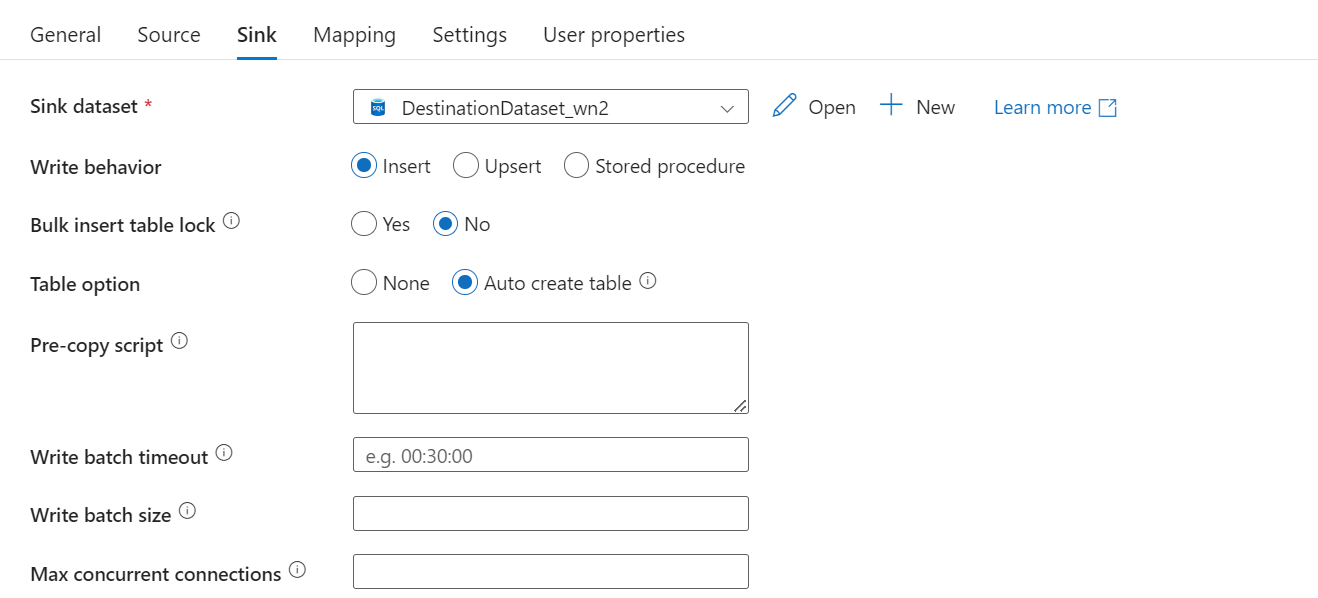 General Source Sink Mapping Settings User properties
Sink dataset * SQL DestinationDataset_wn2 Open New Learn more
Write behavior Insert Upsert Stored procedure
Bulk insert table lock Yes No
Table option None Auto create table
Pre-copy script
Write batch timeout e.g. 00:30:00
Write batch size
Max concurrent connections